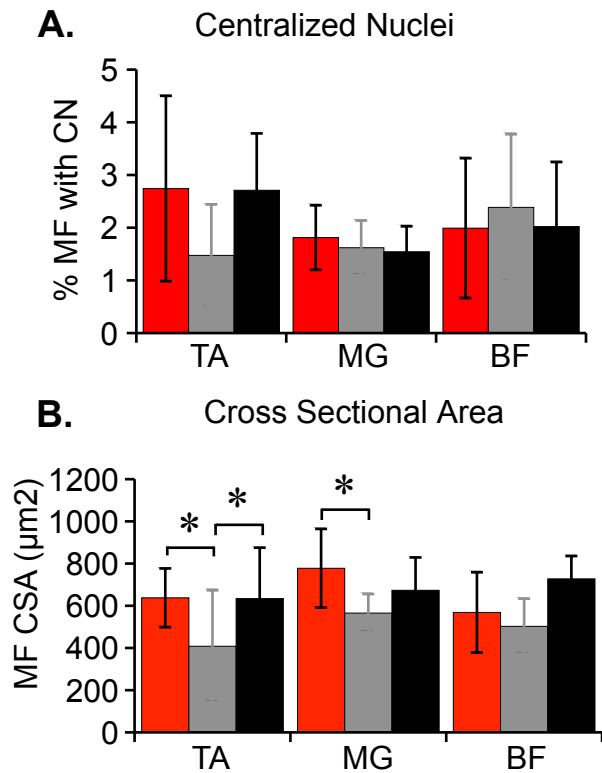 A. Centralized Nuclei
% MF with CN
5
4
3
2
1
0
TA MG BF
B. Cross Sectional Area
MF CSA (µm2)
1200
1000
800
600
400
200
0
* * *
TA MG BF